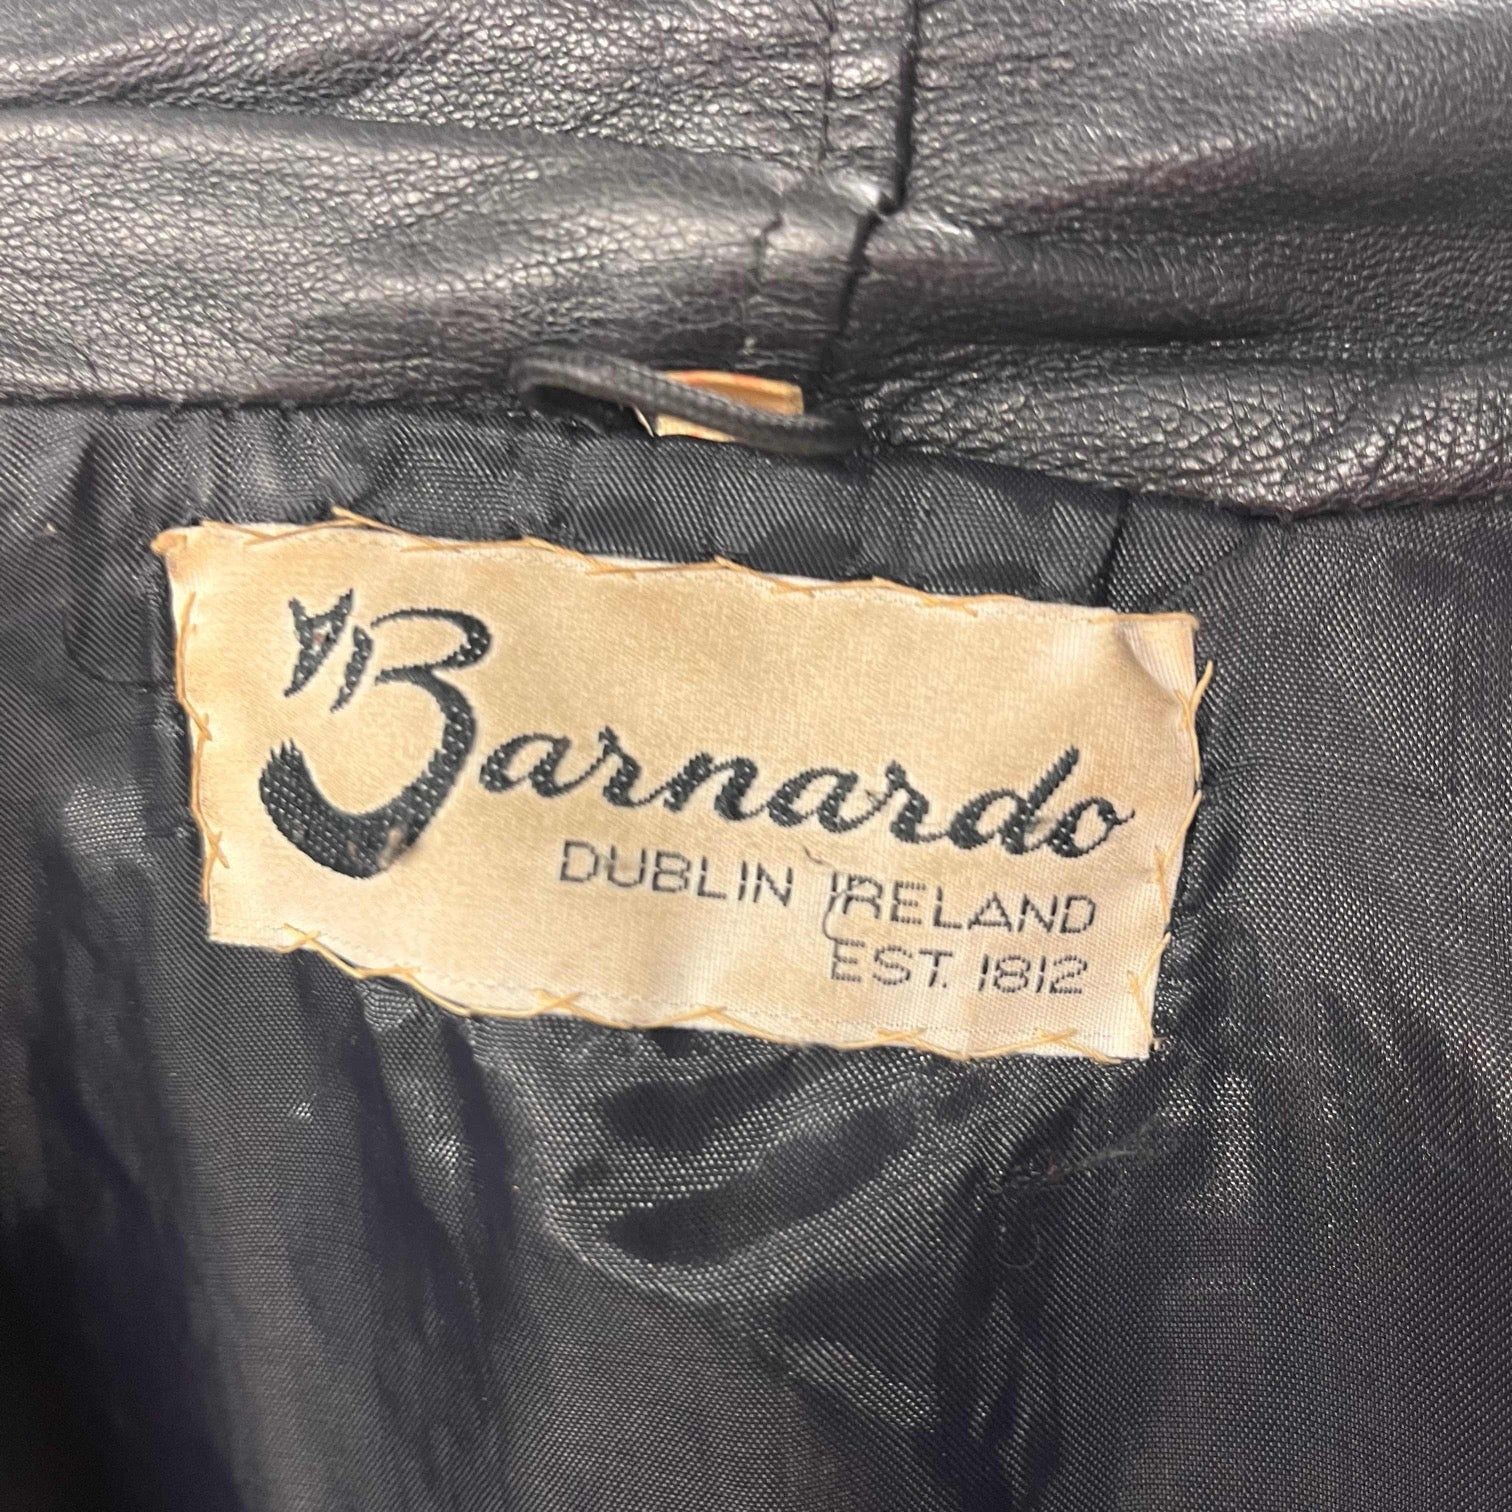 Barnardo
DUBLIN IRELAND
EST. 1812